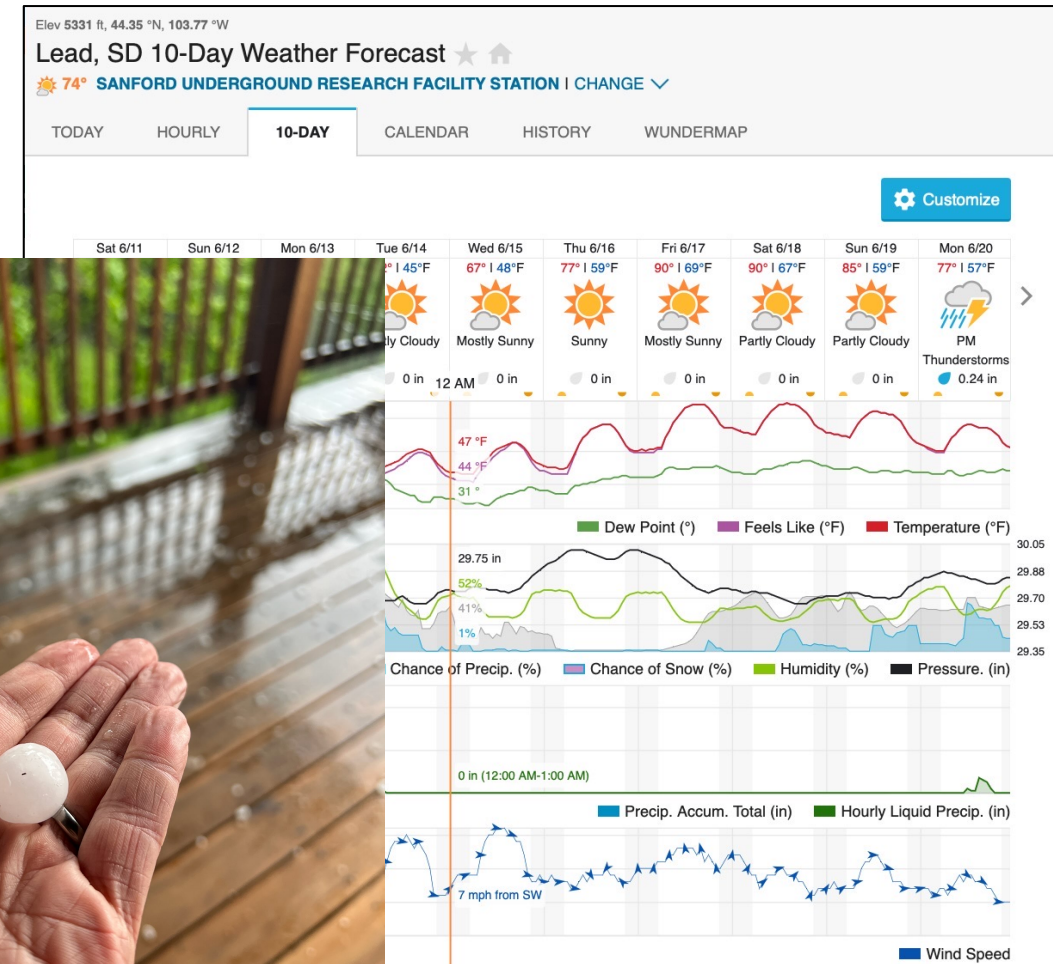 Elev 5331 ft, 44.35 °N, 103.77 °W
Lead, SD 10-Day Weather Forecast
74° SANFORD UNDERGROUND RESEARCH FACILITY STATION | CHANGE
TODAY HOURLY 10-DAY CALENDAR HISTORY WUNDERMAP
Customize
Sat 6/11 Sun 6/12 Mon 6/13 Tue 6/14 Wed 6/15 Thu 6/16 Fri 6/17 Sat 6/18 Sun 6/19 Mon 6/20
° | 45°F 67° | 48°F 77° | 59°F 90° | 69°F 90° | 67°F 85° | 59°F 77° | 57°F
tly Cloudy Mostly Sunny Sunny Mostly Sunny Partly Cloudy Partly Cloudy PM
Thunderstorms
0 in 12 AM 0 in 0 in 0 in 0 in 0 in 0.24 in
47 °F
44 °F
31 °
Dew Point (°) Feels Like (°F) Temperature (°F)
30.05
29.75 in
29.88
52%
29.70
41%
29.53
1%
29.35
Chance of Precip. (%) Chance of Snow (%) Humidity (%) Pressure. (in)
0 in (12:00 AM-1:00 AM)
Precip. Accum. Total (in) Hourly Liquid Precip. (in)
7 mph from SW
Wind Speed